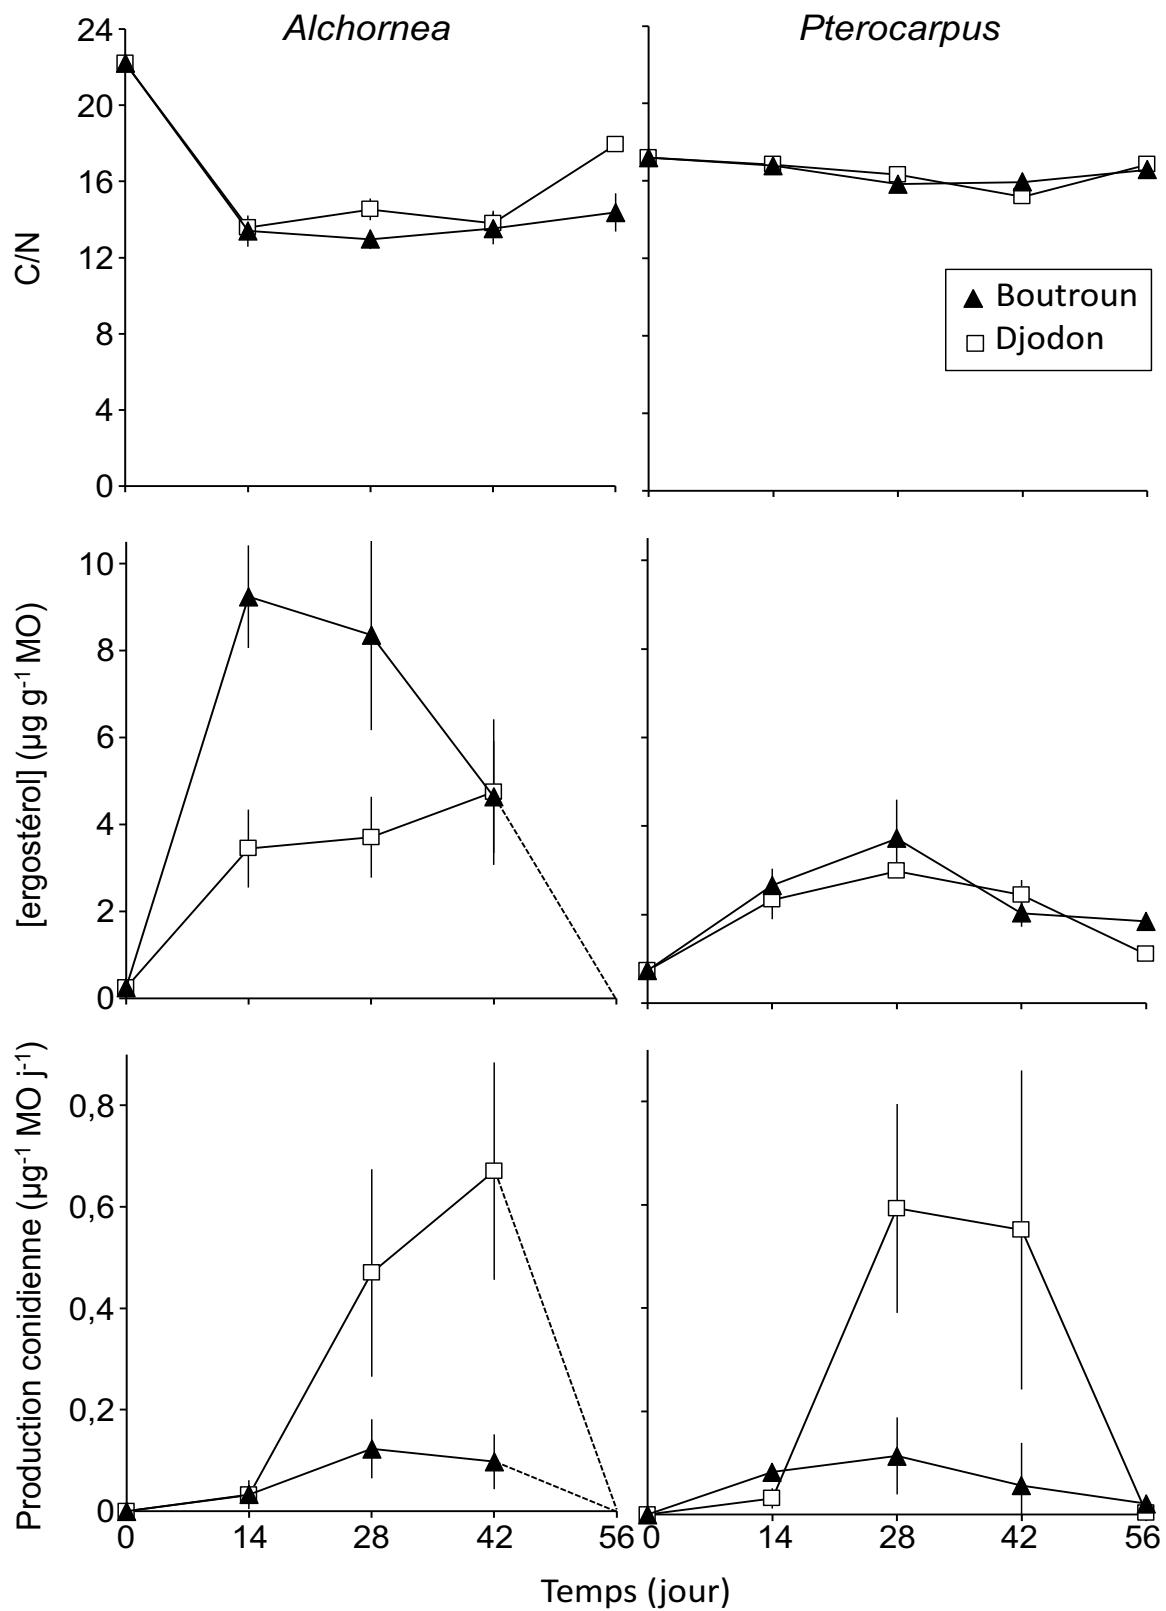 Alchornea
Pterocarpus
C/N
24
20
16
12
8
4
0
Boutroun
Djodon
[ergostérol] (µg g-1 MO)
10
8
6
4
2
0
Production conidienne (µg-1 MO j-1)
0,8
0,6
0,4
0,2
0
0 14 28 42 56
0 14 28 42 56
Temps (jour)